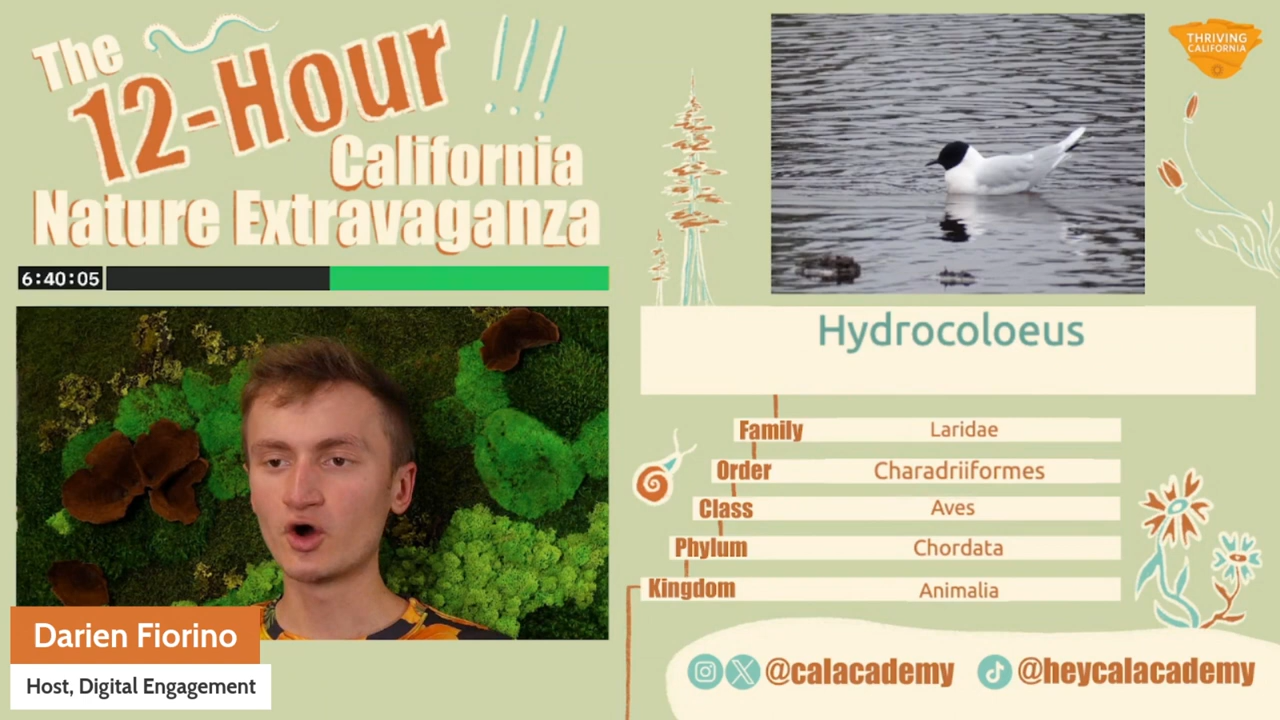 The
12-Hour
!!!
California
Nature Extravaganza
6:40:05
Darien Fiorino
Host, Digital Engagement
THRIVING
CALIFORNIA
Hydrocoloeus
Family Laridae
Order Charadriiformes
Class Aves
Phylum Chordata
Kingdom Animalia
@calacademy @heycalacademy